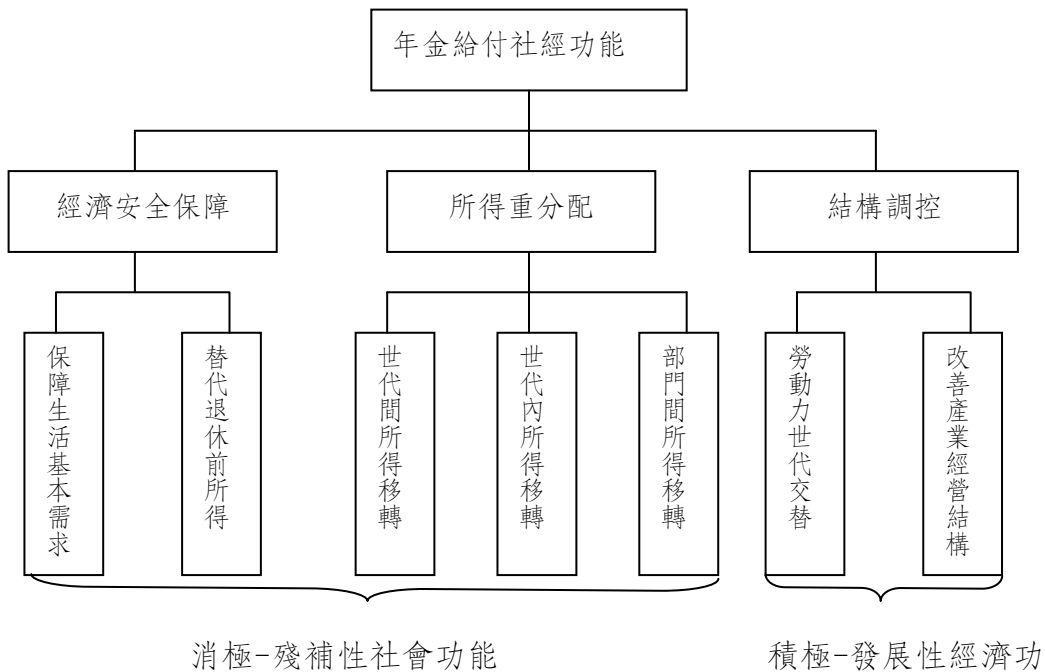 年金給付社經功能
經濟安全保障
所得重分配
結構調控
保障生活基本需求
替代退休前所得
世代間所得移轉
世代內所得移轉
部門間所得移轉
勞動力世代交替
改善產業經營結構
消極-殘補性社會功能
積極-發展性經濟功